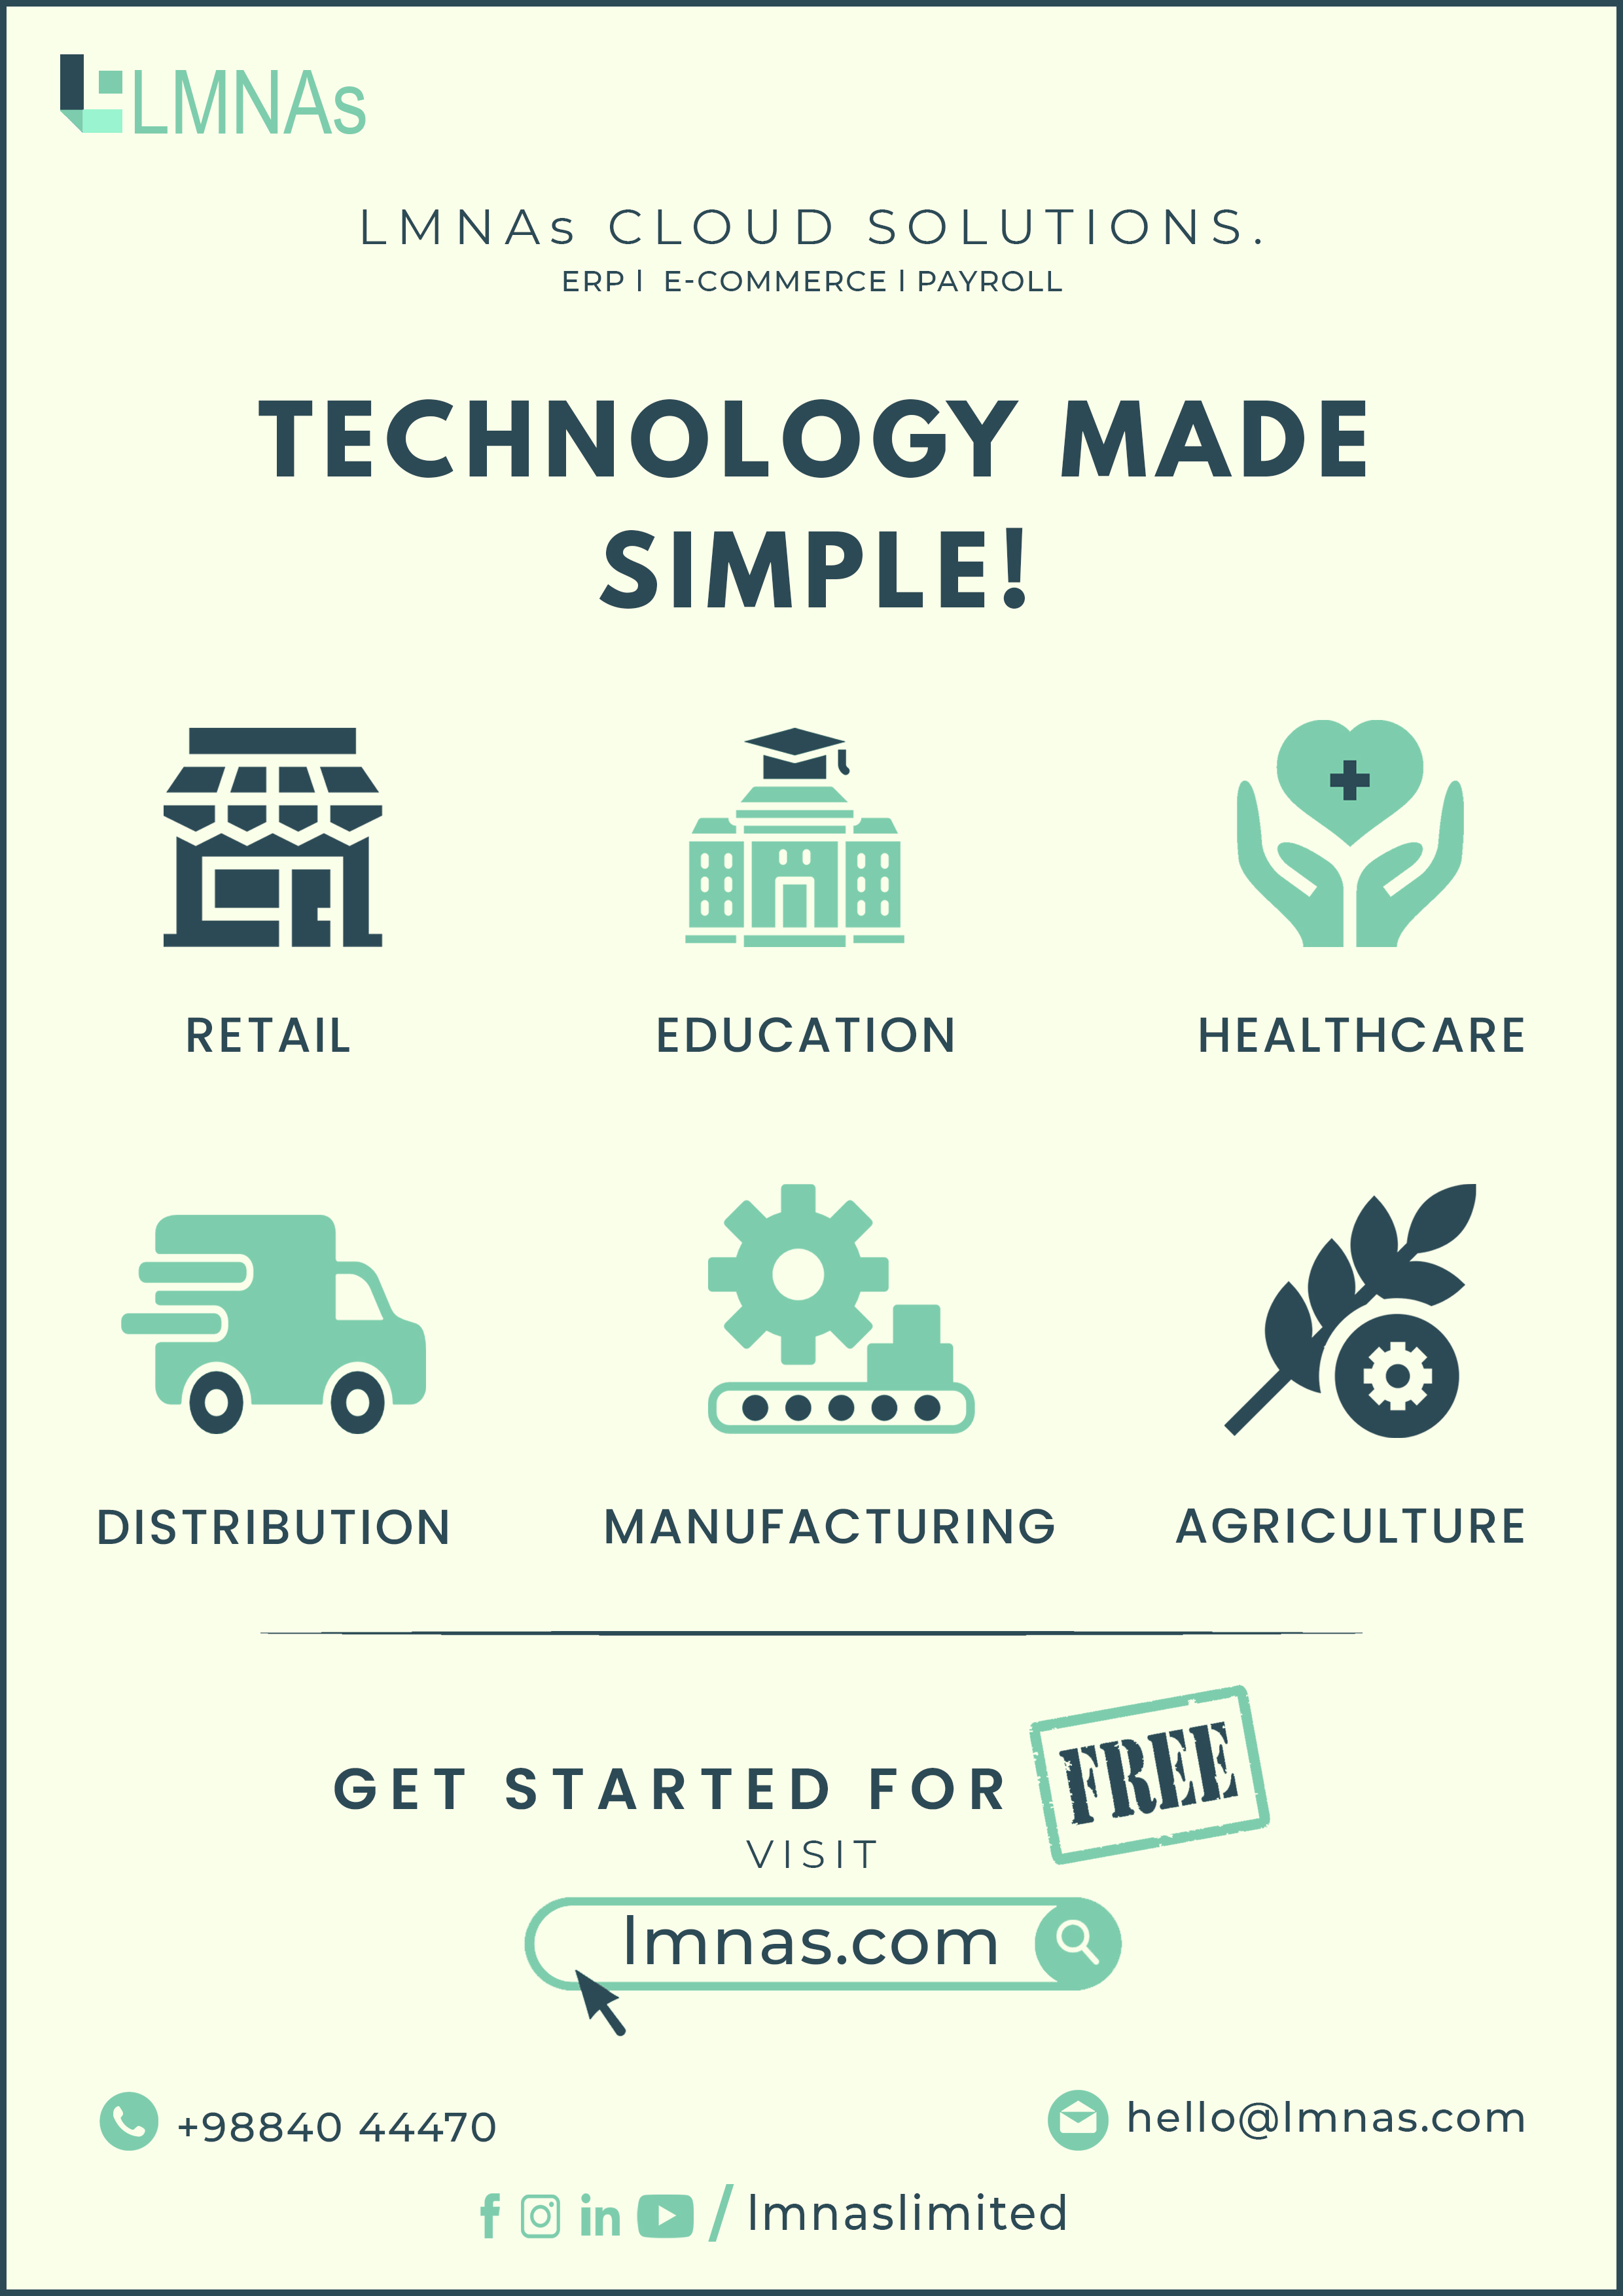 LMNAs
LMNAs CLOUD SOLUTIONS.
ERP | E-COMMERCE | PAYROLL
TECHNOLOGY MADE
SIMPLE!
RETAIL
EDUCATION
HEALTHCARE
DISTRIBUTION
MANUFACTURING
AGRICULTURE
GET STARTED FOR FREE
VISIT
lmnas.com
+98840 44470
hello@lmnas.com
f in / lmnaslimited